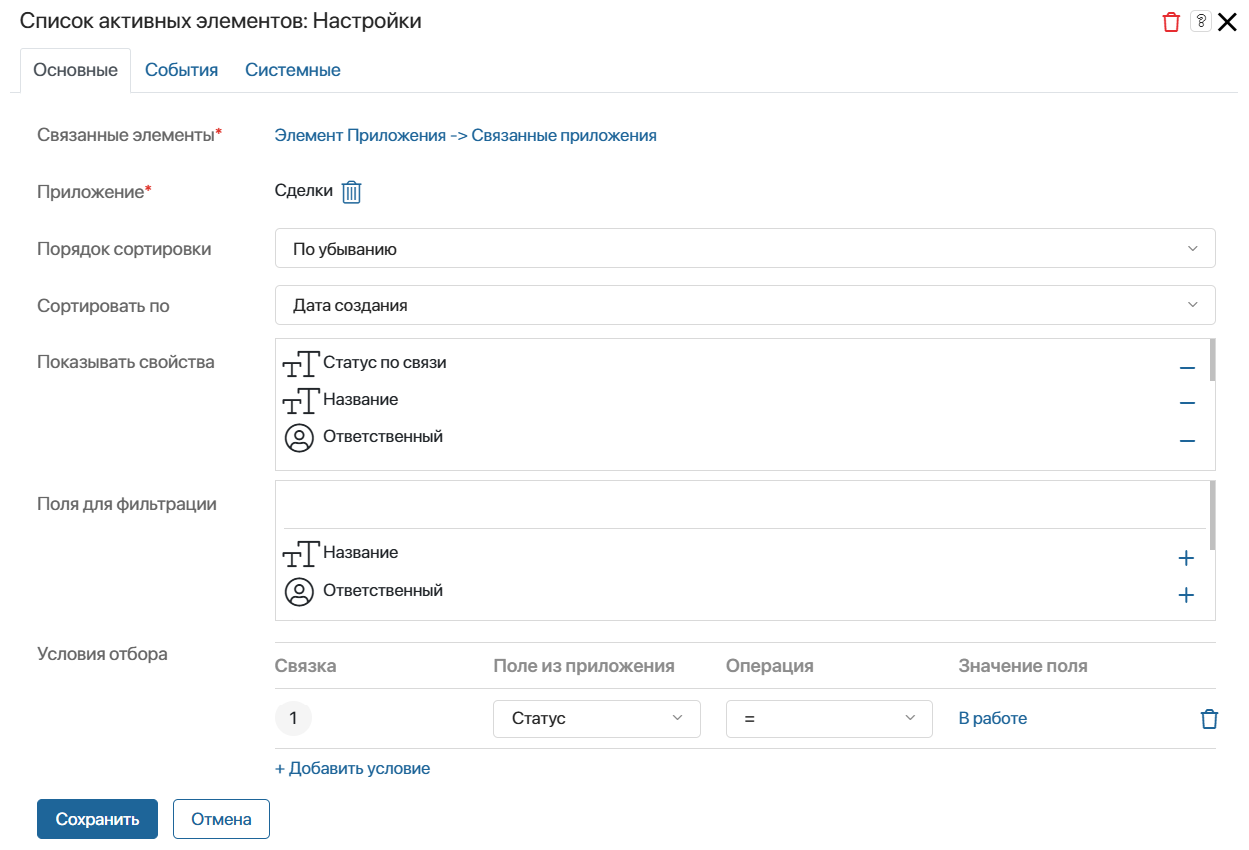 Список активных элементов: Настройки
?
Основные События Системные
Связанные элементы* Элемент Приложения -> Связанные приложения
Приложение* Сделки
Порядок сортировки По убыванию
Сортировать по Дата создания
Показывать свойства Статус по связи
Название
Ответственный
Поля для фильтрации
Название
Ответственный
Условия отбора
Связка Поле из приложения Операция Значение поля
1 Статус = В работе
+ Добавить условие
Сохранить Отмена